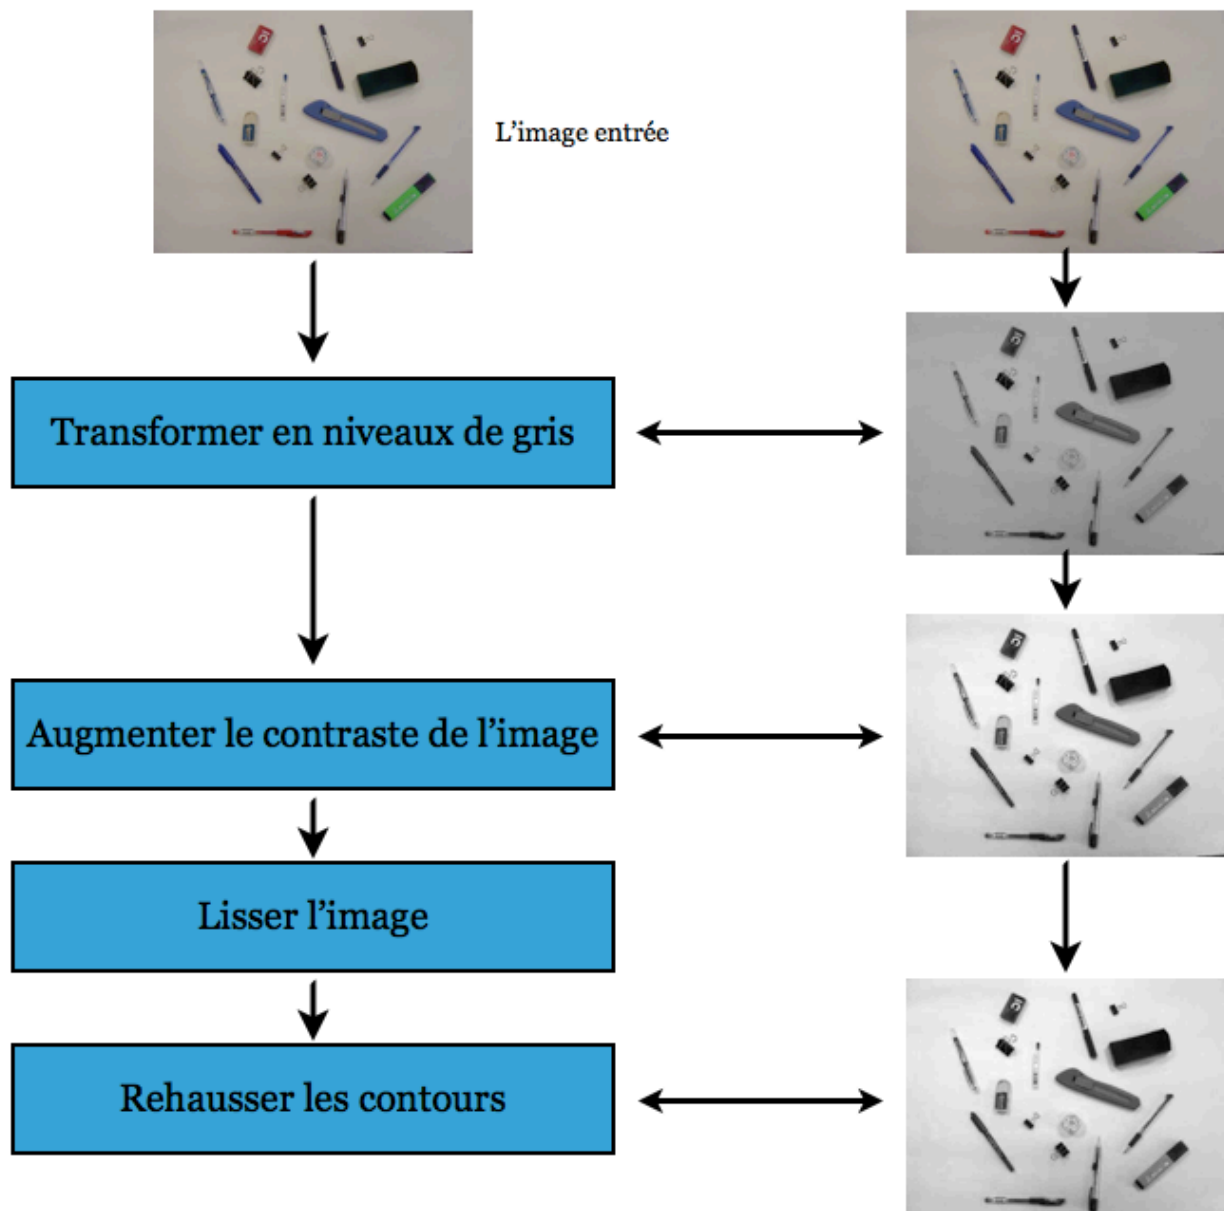 L'image entrée
Transformer en niveaux de gris
Augmenter le contraste de l'image
Lisser l'image
Rehausser les contours